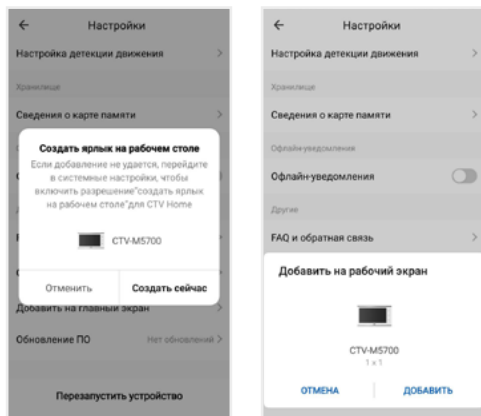 ← Настройки
Настройка детекции движения >
Хранилище
Сведения о карте памяти >
Создать ярлык на рабочем столе
Если добавление не удается, перейдите
в системные настройки, чтобы
включить разрешение"создать ярлык
на рабочем столе"для CTV Home
CTV-M5700
Отменить Создать сейчас
Добавить на главный экран >
Обновление ПО Нет обновлений >
Перезапустить устройство
← Настройки
Настройка детекции движения >
Хранилище
Сведения о карте памяти >
Офлайн-уведомления
Офлайн-уведомления
Другие
FAQ и обратная связь >
Добавить на рабочий экран
CTV-M5700
1 x 1
ОТМЕНА ДОБАВИТЬ